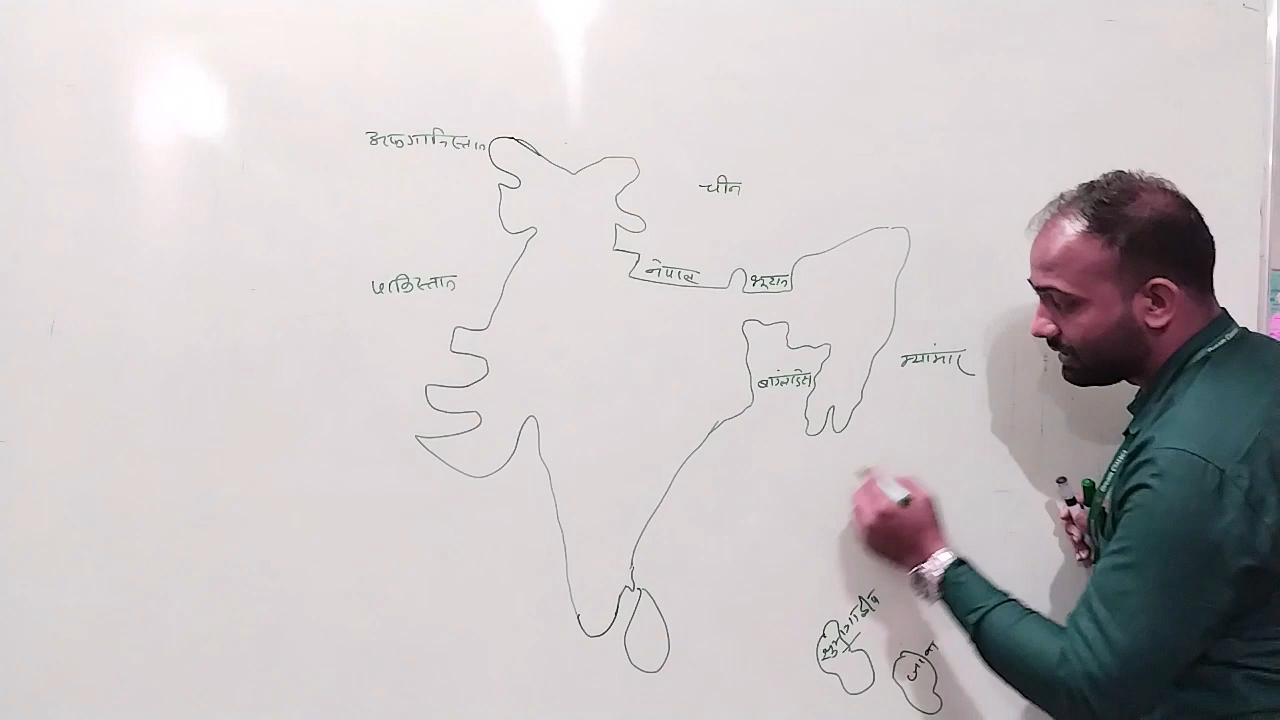 अफगानिस्तान
चीन
पाकिस्तान
नेपाल
भूटान
म्यांमार
बांग्लादेश
जावा